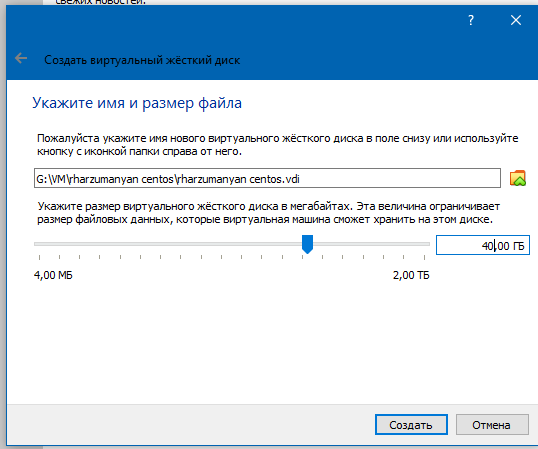 свежих новостей.
? ×
← Создать виртуальный жёсткий диск
Укажите имя и размер файла
Пожалуйста укажите имя нового виртуального жёсткого диска в поле снизу или используйте
кнопку с иконкой папки справа от него.
G:\VM\rharzumanyan centos\rharzumanyan centos.vdi
Укажите размер виртуального жёсткого диска в мегабайтах. Эта величина ограничивает
размер файловых данных, которые виртуальная машина сможет хранить на этом диске.
40,00 ГБ
4,00 МБ 2,00 ТБ
Создать Отмена